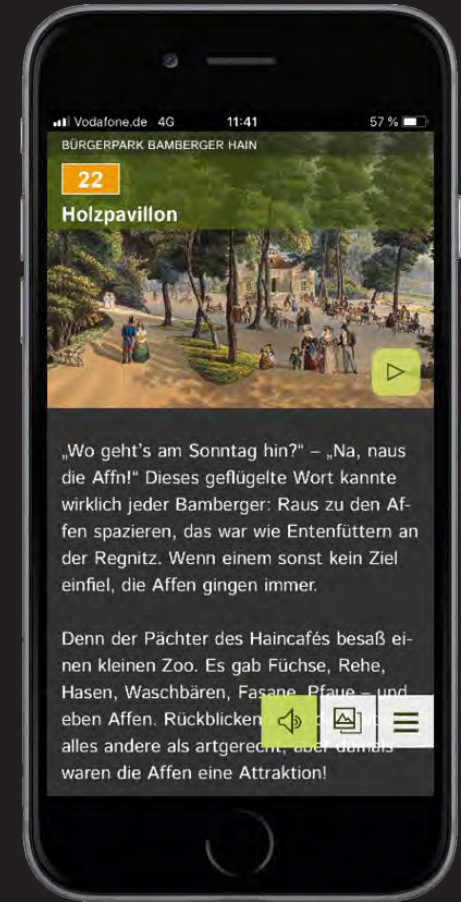 Vodafone.de 4G 11:41 57 %
BÜRGERPARK BAMBERGER HAIN
22
Holzpavillon
„Wo geht's am Sonntag hin?“ – „Na, naus
die Affn!“ Dieses geflügelte Wort kannte
wirklich jeder Bamberger: Raus zu den Af-
fen spazieren, das war wie Entenfüttern an
der Regnitz. Wenn einem sonst kein Ziel
einfiel, die Affen gingen immer.
Denn der Pächter des Haincafés besaß ei-
nen kleinen Zoo. Es gab Füchse, Rehe,
Hasen, Waschbären, Fasane, Pfaue – und
eben Affen. Rückblicken
alles andere als artgerecht, aber damals
waren die Affen eine Attraktion!